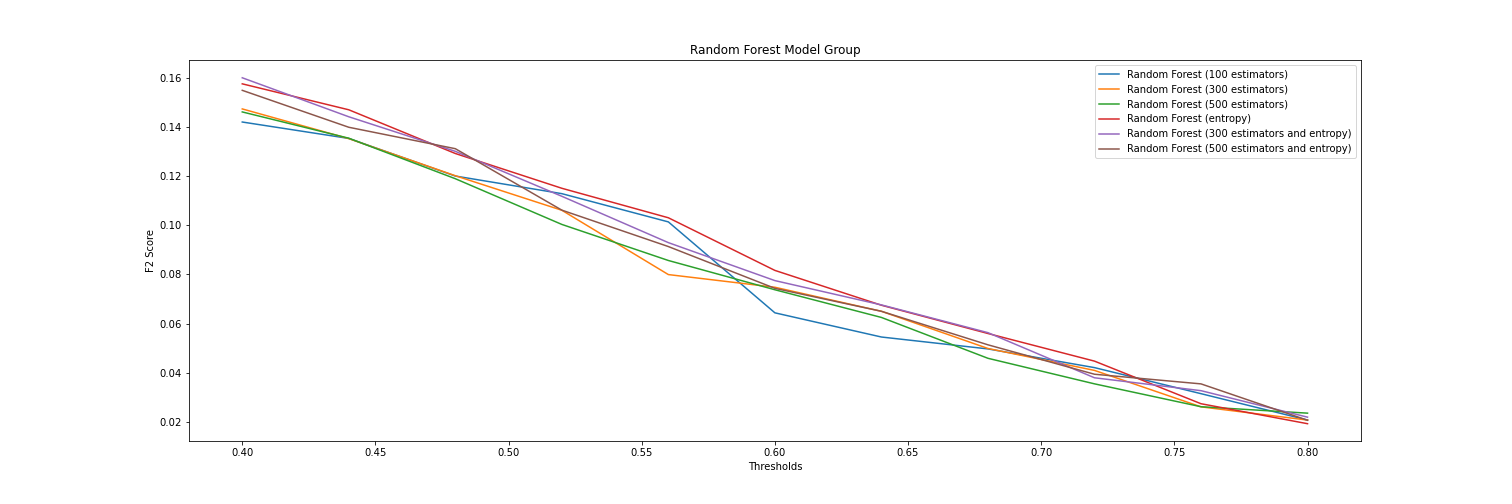 Random Forest Model Group
0.16
0.14
0.12
0.10
0.08
0.06
0.04
0.02
F2 Score
Random Forest (100 estimators)
Random Forest (300 estimators)
Random Forest (500 estimators)
Random Forest (entropy)
Random Forest (300 estimators and entropy)
Random Forest (500 estimators and entropy)
0.40 0.45 0.50 0.55 0.60 0.65 0.70 0.75 0.80
Thresholds